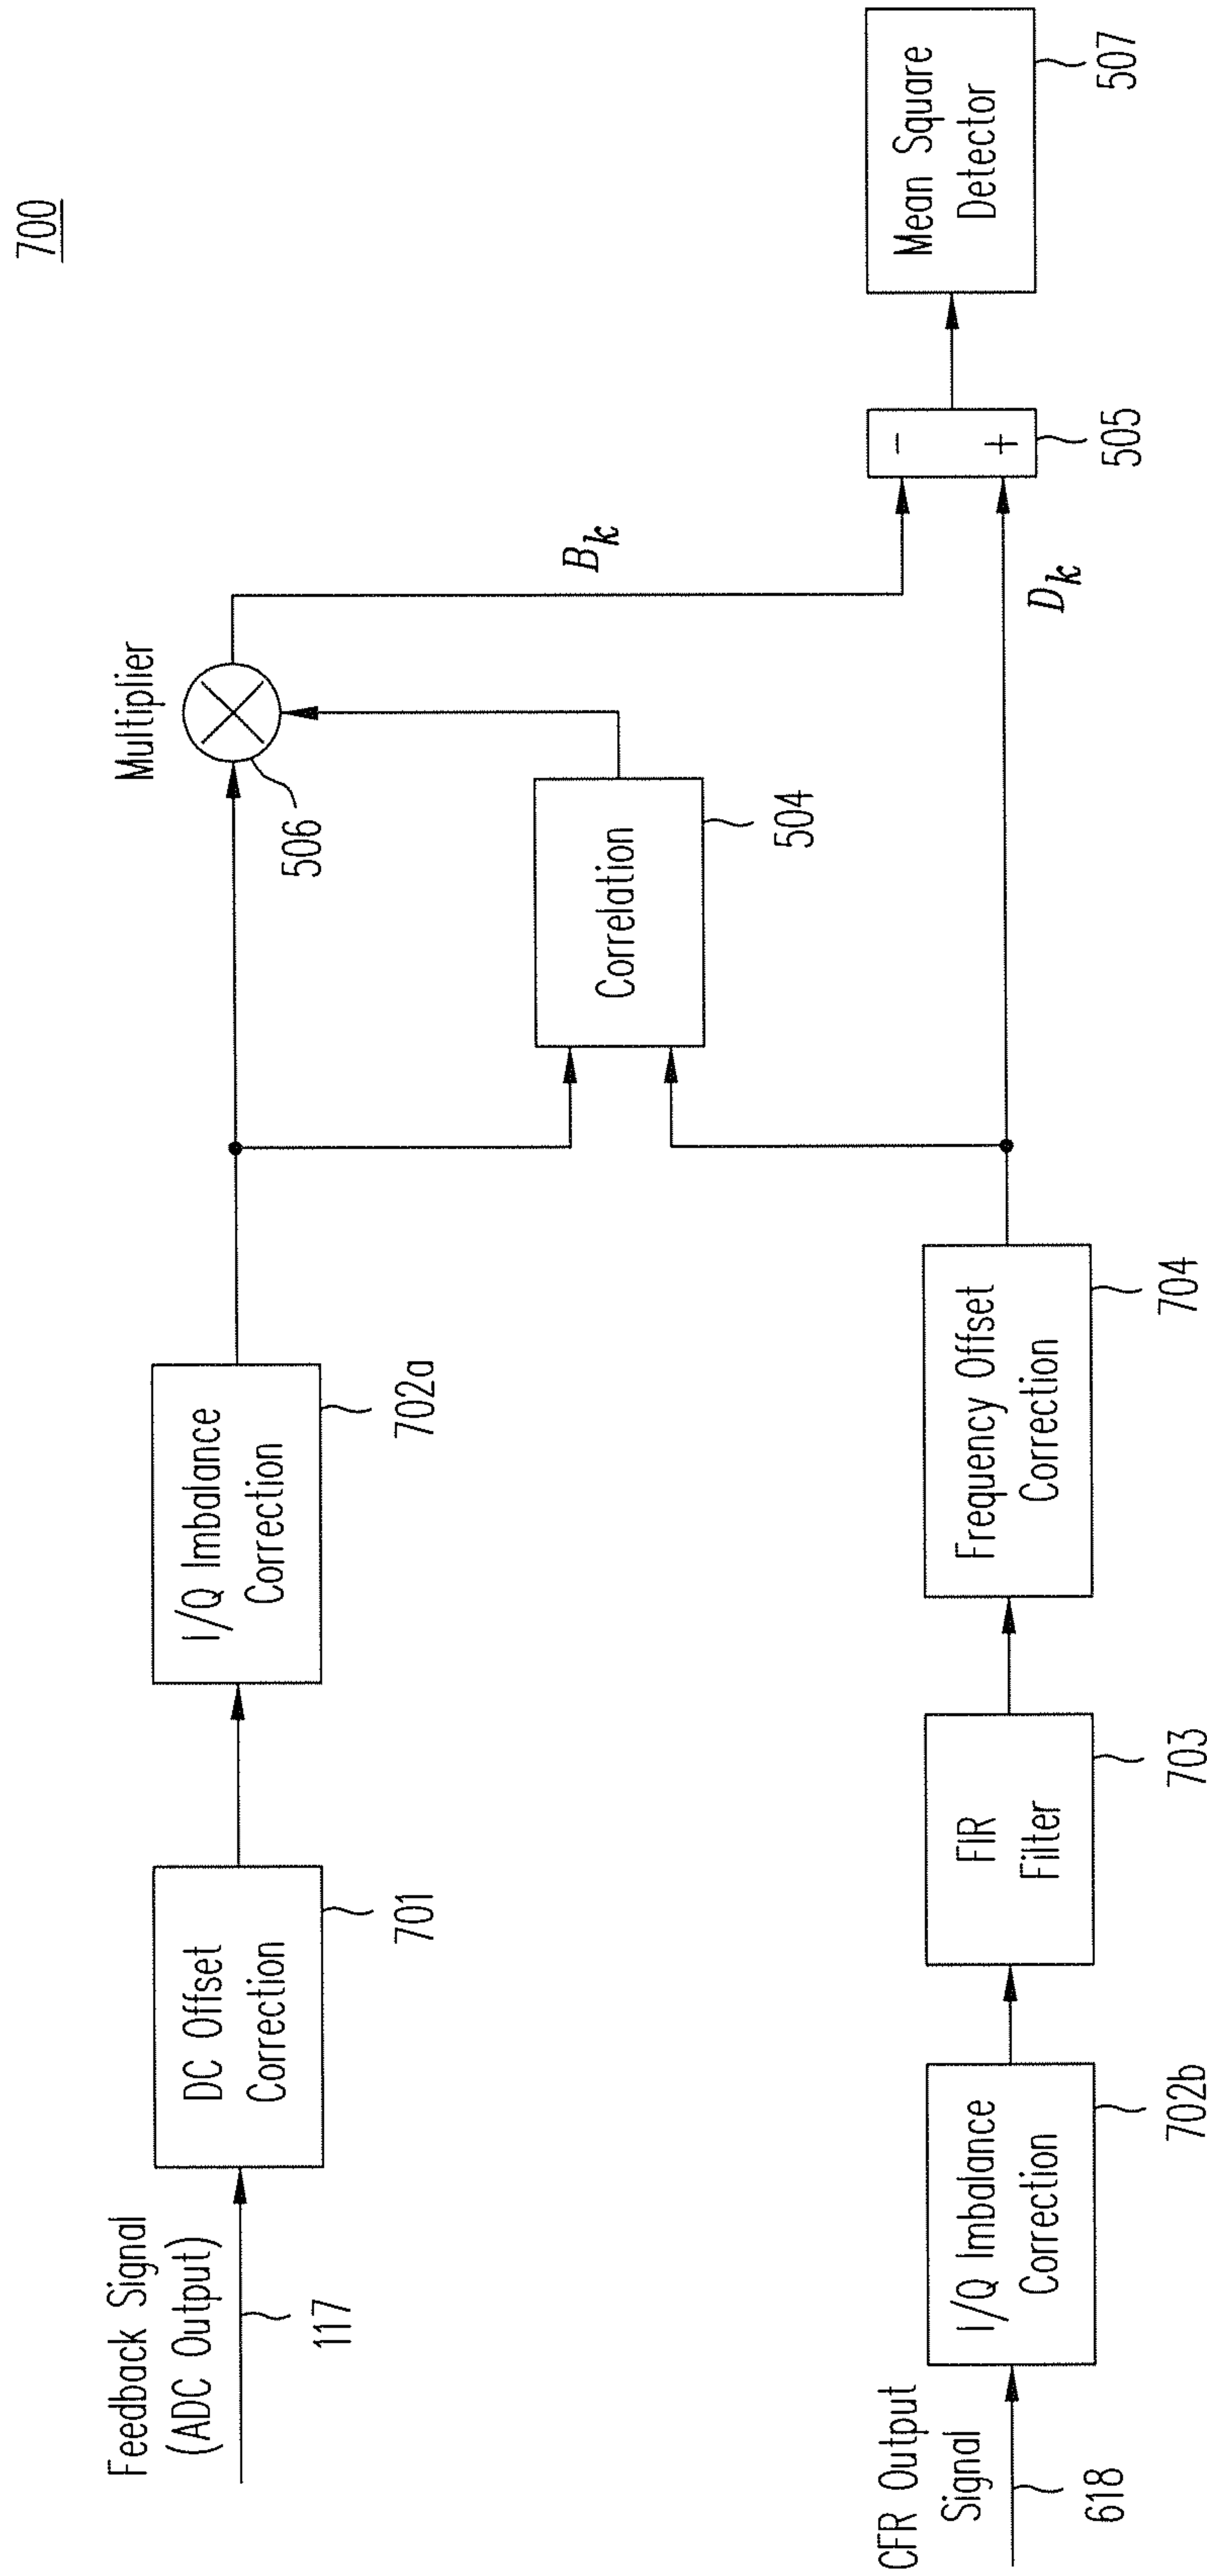 700
Feedback Signal
(ADC Output)
117
DC Offset
Correction
701
I/Q Imbalance
Correction
702a
Multiplier
506
Correlation
504
B_k
CFR Output
Signal
618
I/Q Imbalance
Correction
702b
FIR
Filter
703
Frequency Offset
Correction
704
D_k
-
+
505
Mean Square
Detector
507